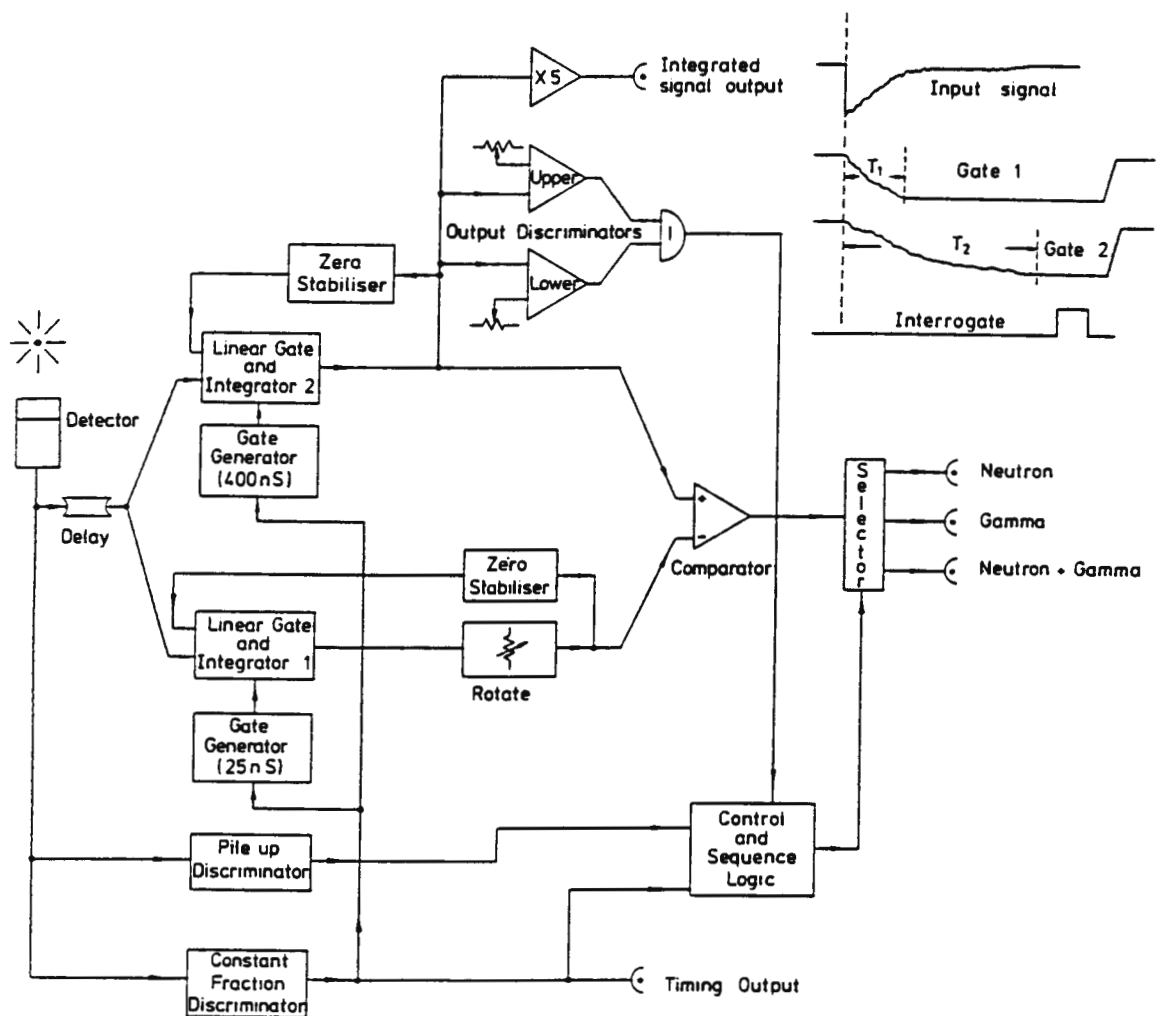 X5
Integrated
signal output
Input signal
Upper
T1
Gate 1
Output Discriminators
1
T2
Gate 2
Zera
Stabiliser
Lower
Interrogate
Linear Gate
and
Integrator 2
Detector
Gate
Generator
(400nS)
Selector
Neutron
+
Delay
Gamma
-
Zero
Stabiliser
Comparator
Neutron + Gamma
Linear Gate
and
Integrator 1
Rotate
Gate
Generator
(25nS)
Control
and
Sequence
Logic
Pile up
Discriminator
Constant
Fraction
Discriminator
Timing Output